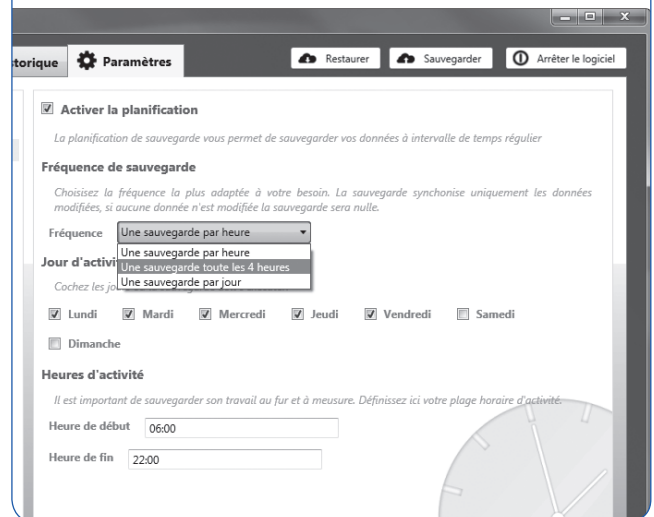 torique Paramètres Restaurer Sauvegarder Arrêter le logiciel
Activer la planification
La planification de sauvegarde vous permet de sauvegarder vos données à intervalle de temps régulier
Fréquence de sauvegarde
Choisisez la fréquence la plus adaptée à votre besoin. La sauvegarde synchonise uniquement les données
modifiées, si aucune donnée n'est modifiée la sauvegarde sera nulle.
Fréquence Une sauvegarde par heure
Une sauvegarde par heure
Jour d'activi
Une sauvegarde toute les 4 heures
Cochez les jo
Une sauvegarde par jour
Lundi Mardi Mercredi Jeudi Vendredi Samedi
Dimanche
Heures d'activité
Il est important de sauvegarder son travail au fur et à meusure. Définissez ici votre plage horaire d'activité.
Heure de début 06:00
Heure de fin 22:00